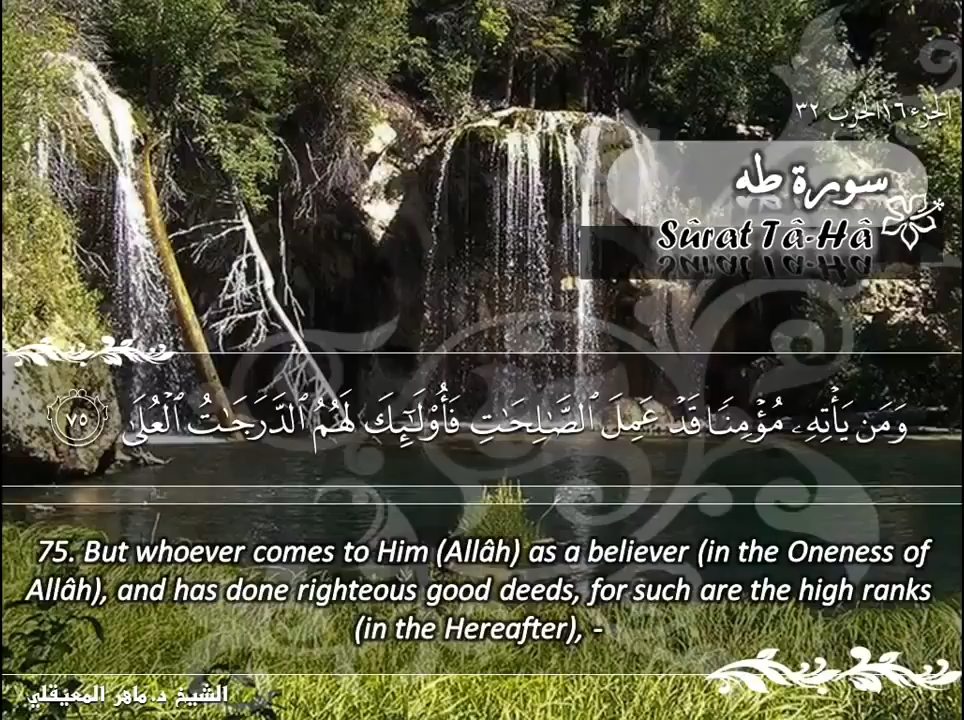 الجزء ١٦ الحزب ٣٢
سورة طه
Sûrat Tâ-Hâ
وَمَن يَأْتِهِۦ مُؤْمِنًا قَدْ عَمِلَ ٱلصَّٰلِحَٰتِ فَأُو۟لَٰٓئِكَ لَهُمُ ٱلدَّرَجَٰتُ ٱلْعُلَىٰ ٧٥
75. But whoever comes to Him (Allâh) as a believer (in the Oneness of
Allâh), and has done righteous good deeds, for such are the high ranks
(in the Hereafter), -
الشيخ د. ماهر المعيقلي